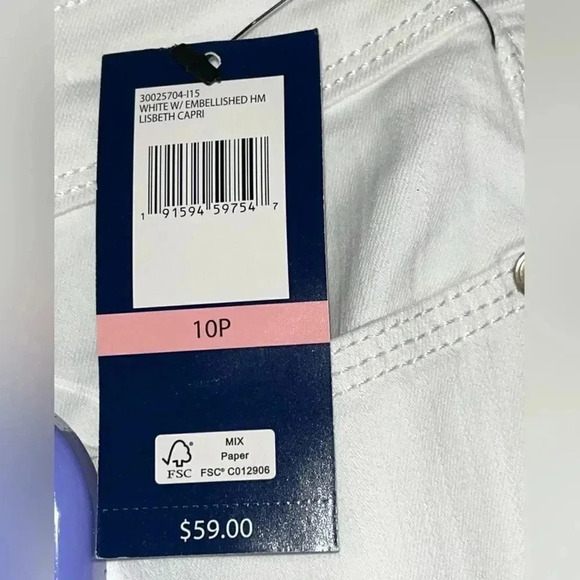 30025704-I15
WHITE W/ EMBELLISHED HM
LISBETH CAPRI
1 91594 59754 7
10P
FSC
MIX
Paper
FSC® C012906
$59.00